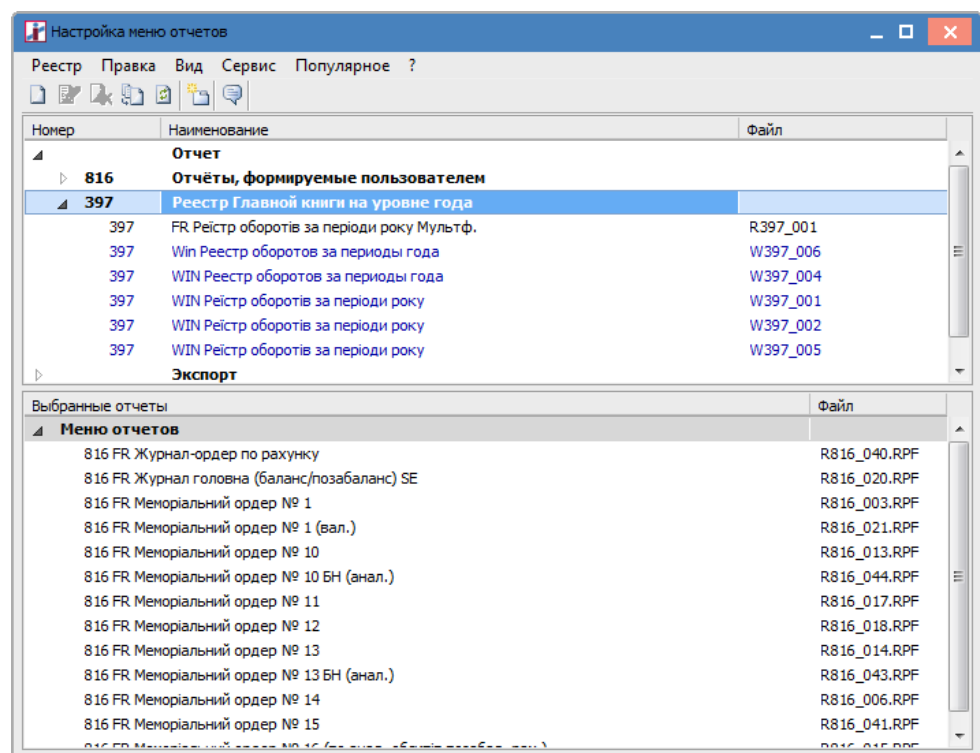 Настройка меню отчетов
Реестр Правка Вид Сервис Популярное ?
Номер Наименование Файл
Отчет
816 Отчёты, формируемые пользователем
397 Реестр Главной книги на уровне года
397 FR Реїстр оборотів за періоди року Мультф. R397_001
397 Win Реестр оборотов за периоды года W397_006
397 WIN Реестр оборотов за периоды года W397_004
397 WIN Реїстр оборотів за періоди року W397_001
397 WIN Реїстр оборотів за періоди року W397_002
397 WIN Реїстр оборотів за періоди року W397_005
Экспорт
Выбранные отчеты Файл
Меню отчетов
816 FR Журнал-ордер по рахунку R816_040.RPF
816 FR Журнал головна (баланс/позабаланс) SE R816_020.RPF
816 FR Меморіальний ордер № 1 R816_003.RPF
816 FR Меморіальний ордер № 1 (вал.) R816_021.RPF
816 FR Меморіальний ордер № 10 R816_013.RPF
816 FR Меморіальний ордер № 10 БН (анал.) R816_044.RPF
816 FR Меморіальний ордер № 11 R816_017.RPF
816 FR Меморіальний ордер № 12 R816_018.RPF
816 FR Меморіальний ордер № 13 R816_014.RPF
816 FR Меморіальний ордер № 13 БН (анал.) R816_043.RPF
816 FR Меморіальний ордер № 14 R816_006.RPF
816 FR Меморіальний ордер № 15 R816_041.RPF